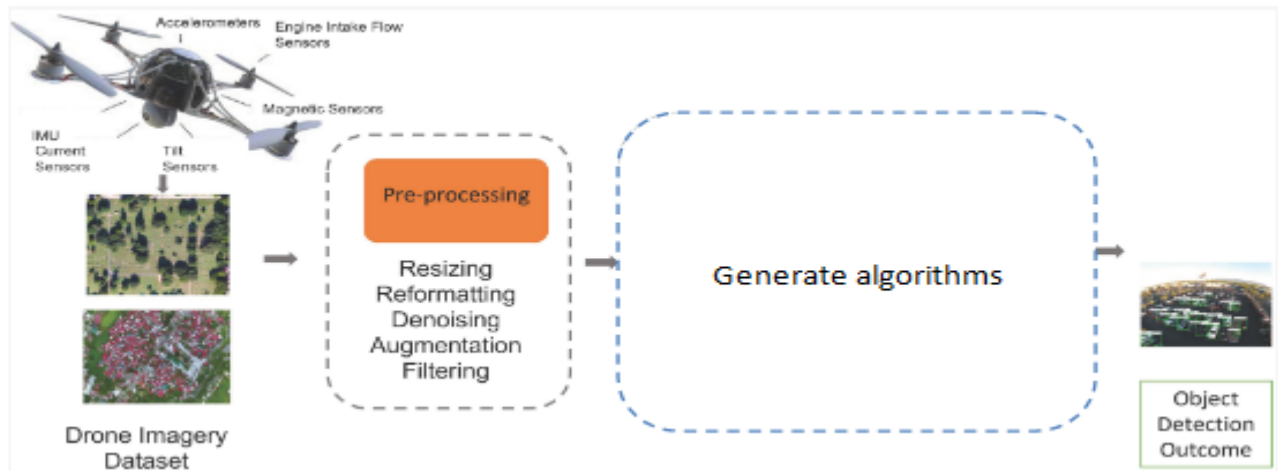 Accelerometers
Engine Intake Flow
Sensors
Magnetic Sensors
IMU
Current
Sensors
Tilt
Sensors
Drone Imagery
Dataset
Pre-processing
Resizing
Reformatting
Denoising
Augmentation
Filtering
Generate algorithms
Object
Detection
Outcome